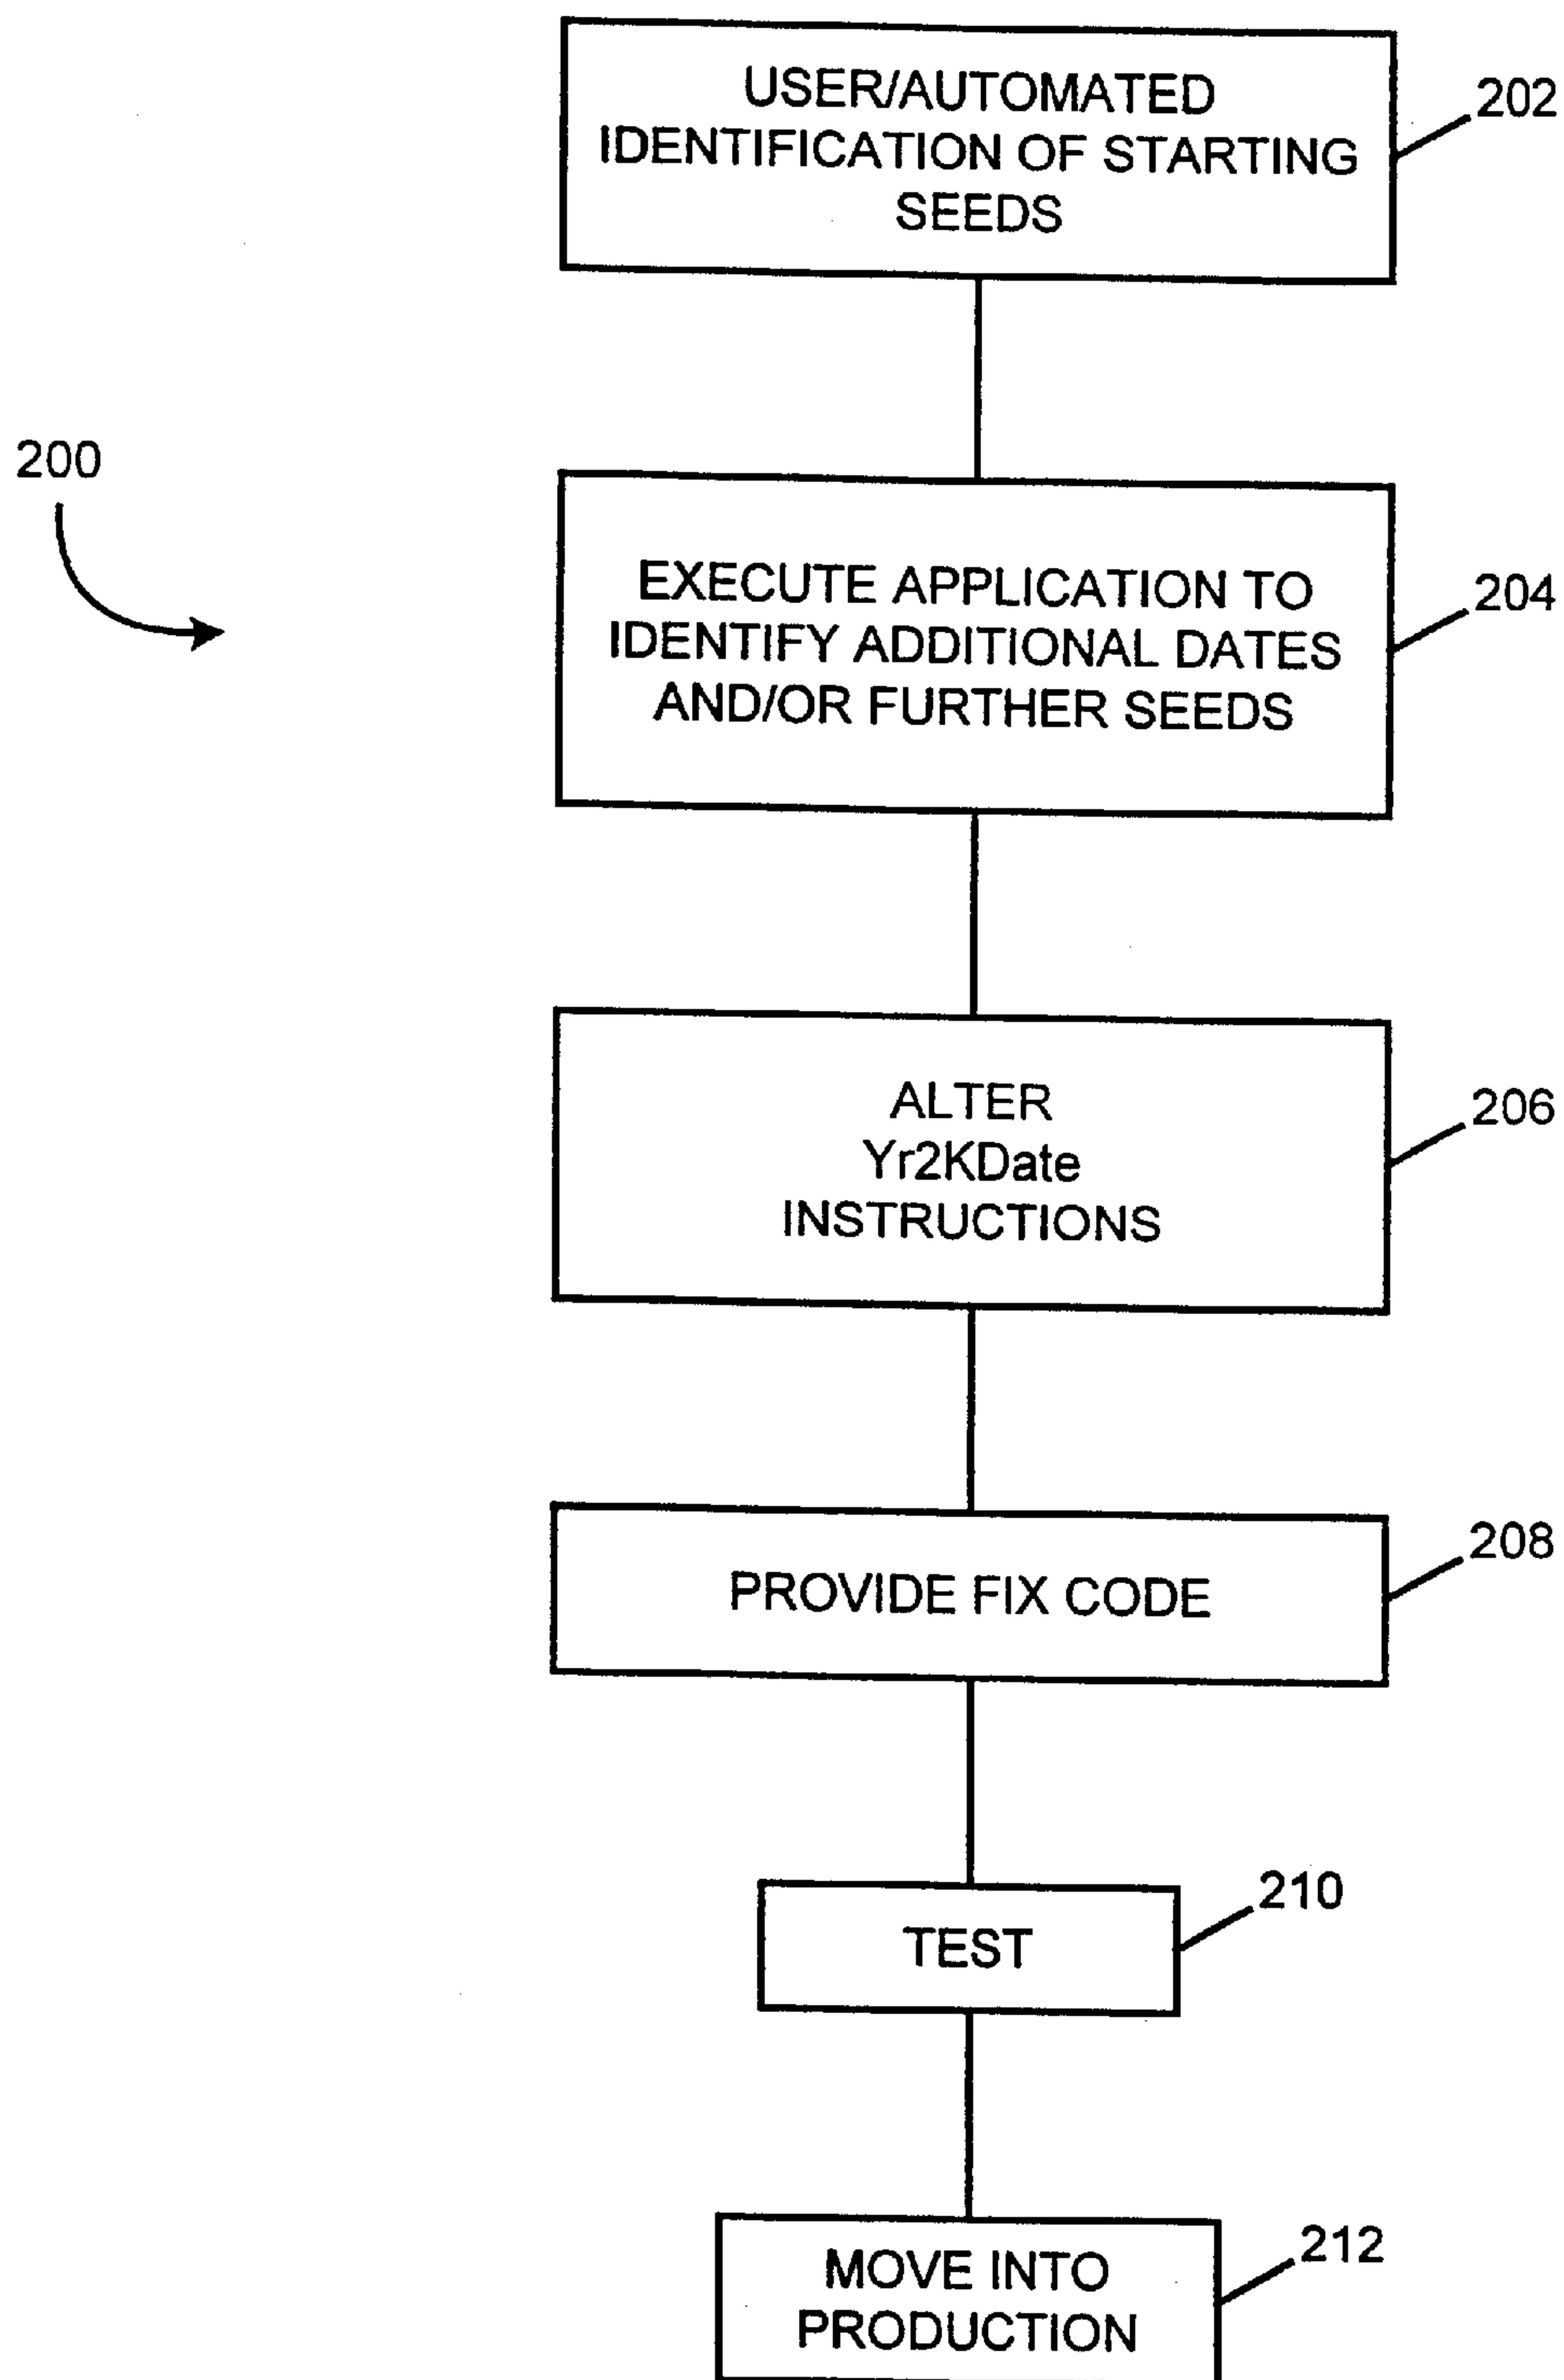 USER/AUTOMATED
IDENTIFICATION OF STARTING
SEEDS
202
200
EXECUTE APPLICATION TO
IDENTIFY ADDITIONAL DATES
AND/OR FURTHER SEEDS
204
ALTER
Yr2KDate
INSTRUCTIONS
206
PROVIDE FIX CODE
208
TEST
210
MOVE INTO
PRODUCTION
212